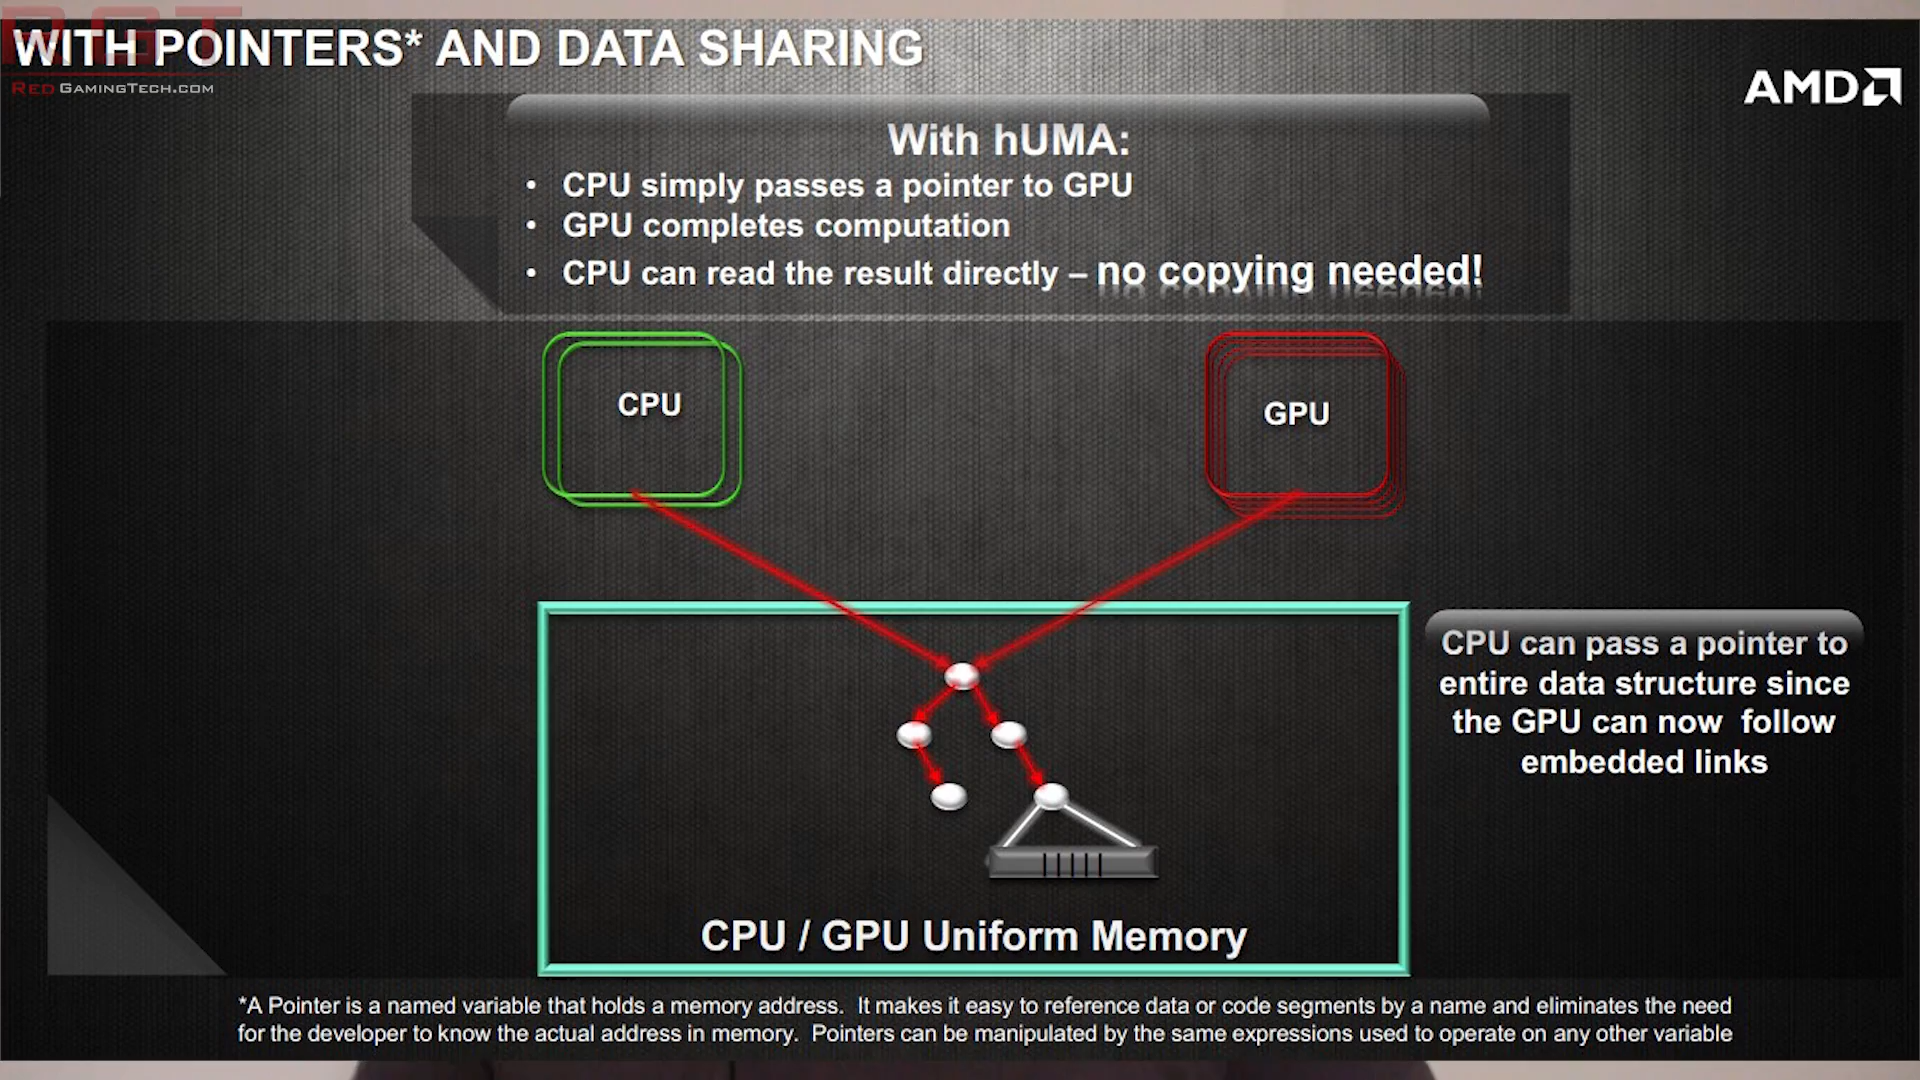 RGT
WITH POINTERS* AND DATA SHARING
RED GAMINGTECH.COM
AMD
With hUMA:
• CPU simply passes a pointer to GPU
• GPU completes computation
• CPU can read the result directly – no copying needed!
CPU
GPU
CPU can pass a pointer to
entire data structure since
the GPU can now follow
embedded links
CPU / GPU Uniform Memory
*A Pointer is a named variable that holds a memory address. It makes it easy to reference data or code segments by a name and eliminates the need
for the developer to know the actual address in memory. Pointers can be manipulated by the same expressions used to operate on any other variable